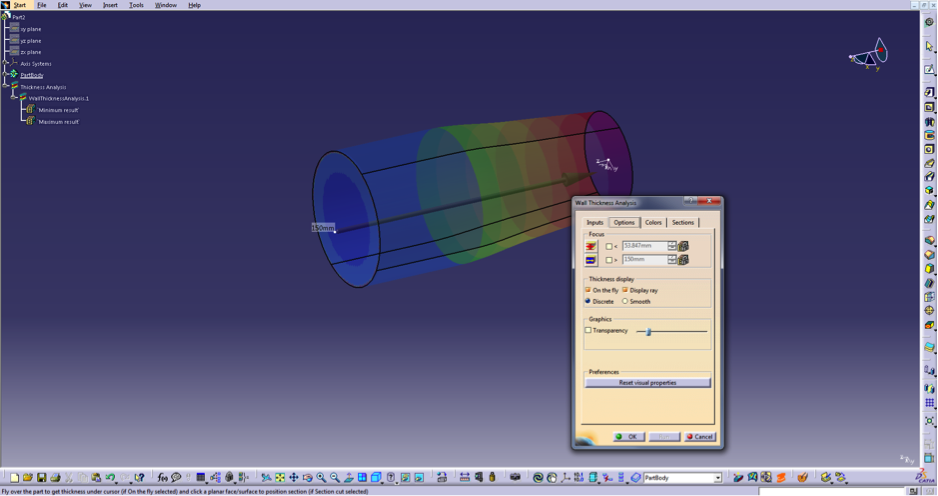 Start File Edit View Insert Tools Window Help
Part2
xy plane
yz plane
zx plane
Axis Systems
PartBody
Thickness Analysis
WallThicknessAnalysis.1
'Minimum result'
'Maximum result'
x y
150mm
Wall Thickness Analysis
Inputs Options Colors Sections
Focus
< 53.847mm
> 150mm
Thickness display
On the fly Display ray
Discrete Smooth
Graphics
Transparency
Preferences
Reset visual properties
OK Cancel
PartBody
CATIA
Fly over the part to get thickness under cursor (if On the fly selected) and click a planar face/surface to position section (if Section cut selected)